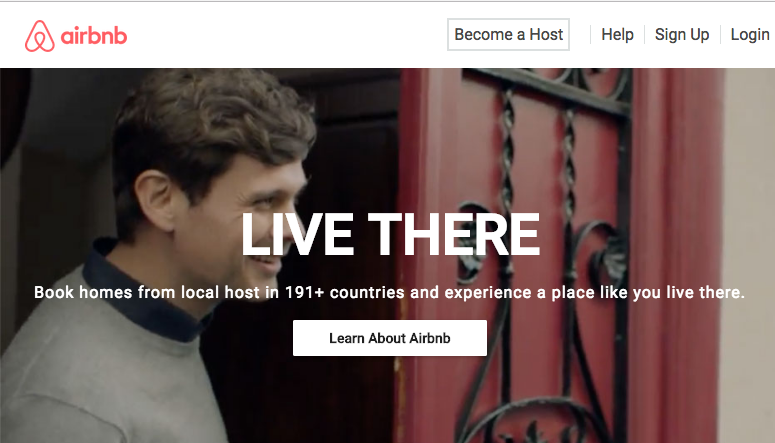 airbnb
Become a Host Help Sign Up Login
LIVE THERE
Book homes from local host in 191+ countries and experience a place like you live there.
Learn About Airbnb